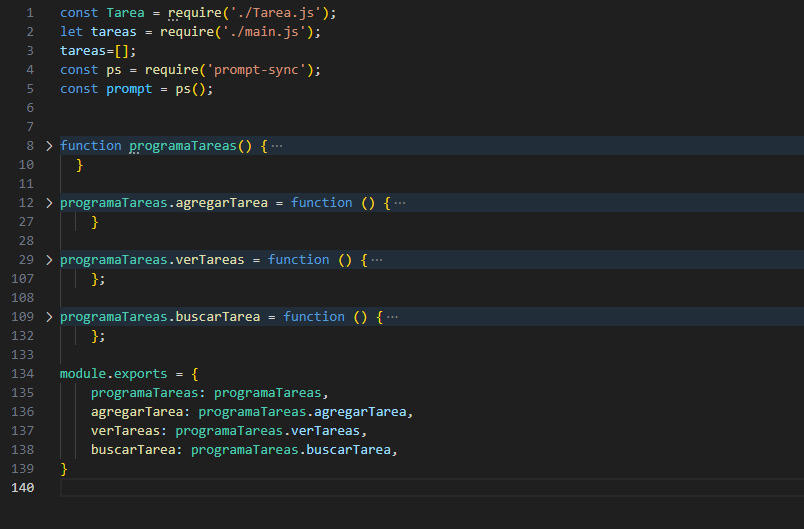 1 const Tarea = require('./Tarea.js');
2 let tareas = require('./main.js');
3 tareas=[];
4 const ps = require('prompt-sync');
5 const prompt = ps();
6
7
8 function programaTareas() {···
10 }
11
12 programaTareas.agregarTarea = function () {···
27 }
28
29 programaTareas.verTareas = function () {···
107 };
108
109 programaTareas.buscarTarea = function () {···
132 };
133
134 module.exports = {
135 programaTareas: programaTareas,
136 agregarTarea: programaTareas.agregarTarea,
137 verTareas: programaTareas.verTareas,
138 buscarTarea: programaTareas.buscarTarea,
139 }
140